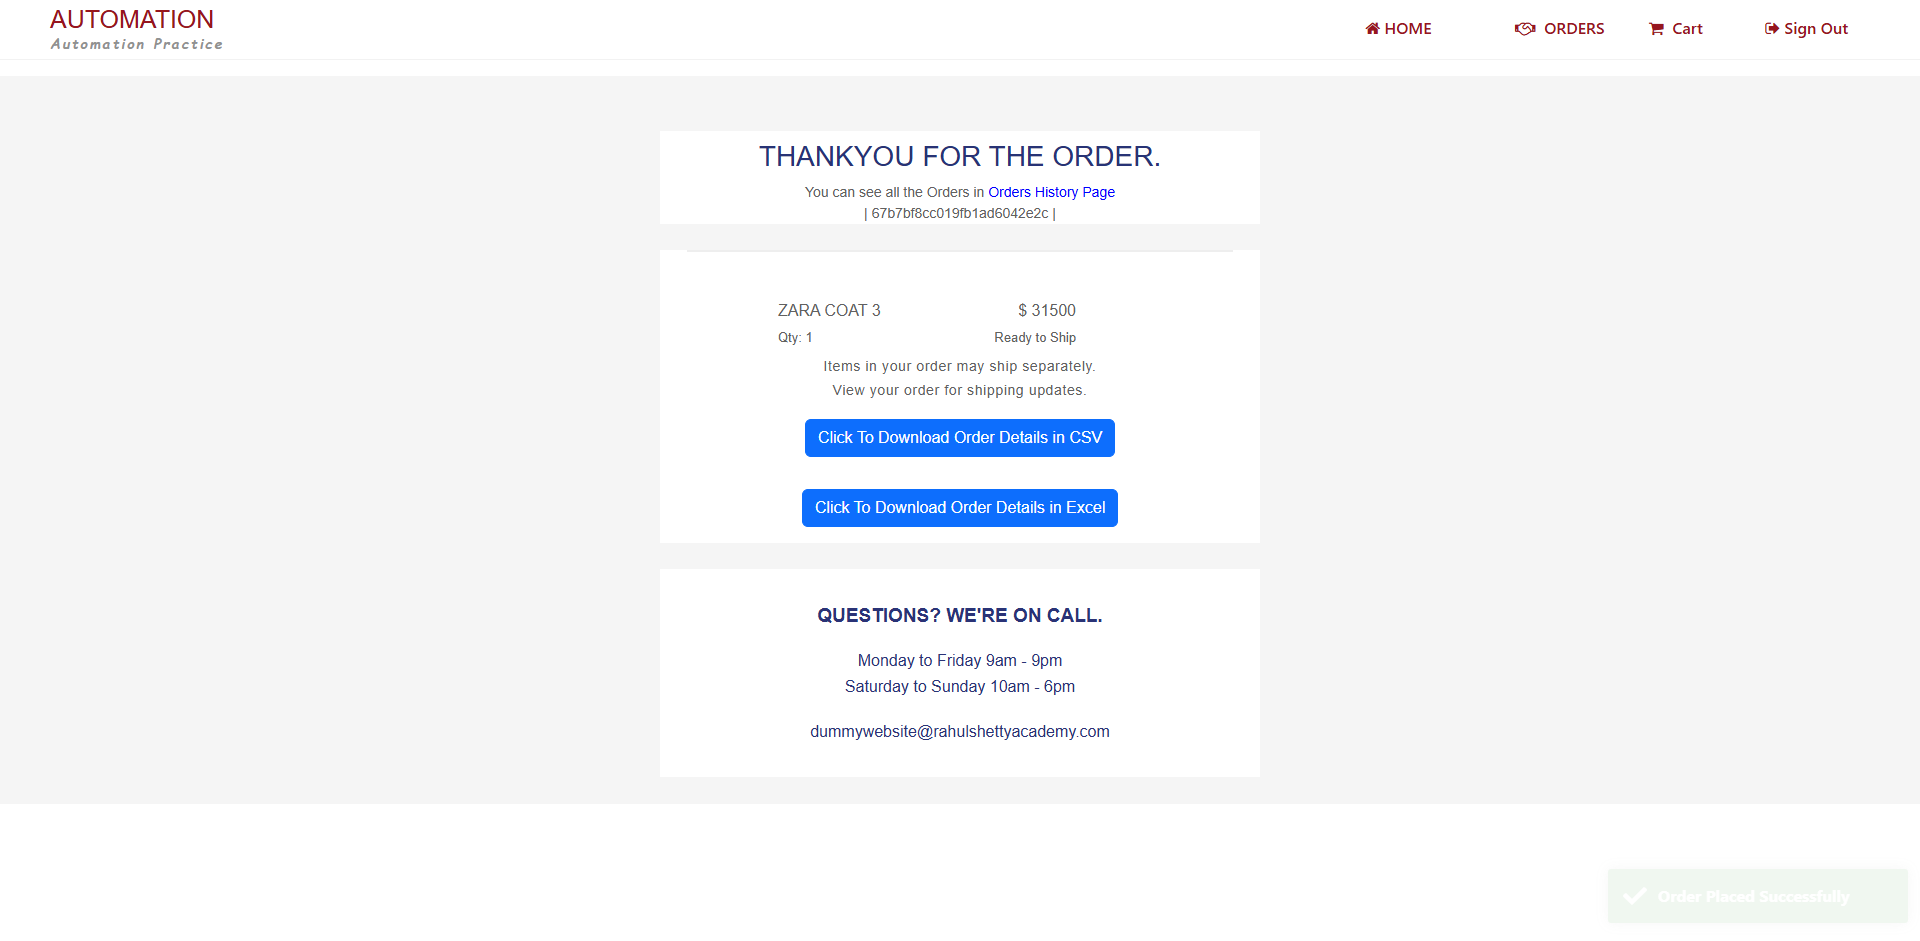 AUTOMATION
Automation Practice
HOME
ORDERS
Cart
Sign Out
THANKYOU FOR THE ORDER.
You can see all the Orders in Orders History Page
| 67b7bf8cc019fb1ad6042e2c |
ZARA COAT 3
$ 31500
Qty: 1
Ready to Ship
Items in your order may ship separately.
View your order for shipping updates.
Click To Download Order Details in CSV
Click To Download Order Details in Excel
QUESTIONS? WE'RE ON CALL.
Monday to Friday 9am - 9pm
Saturday to Sunday 10am - 6pm
dummywebsite@rahulshettyacademy.com
Order Placed Successfully